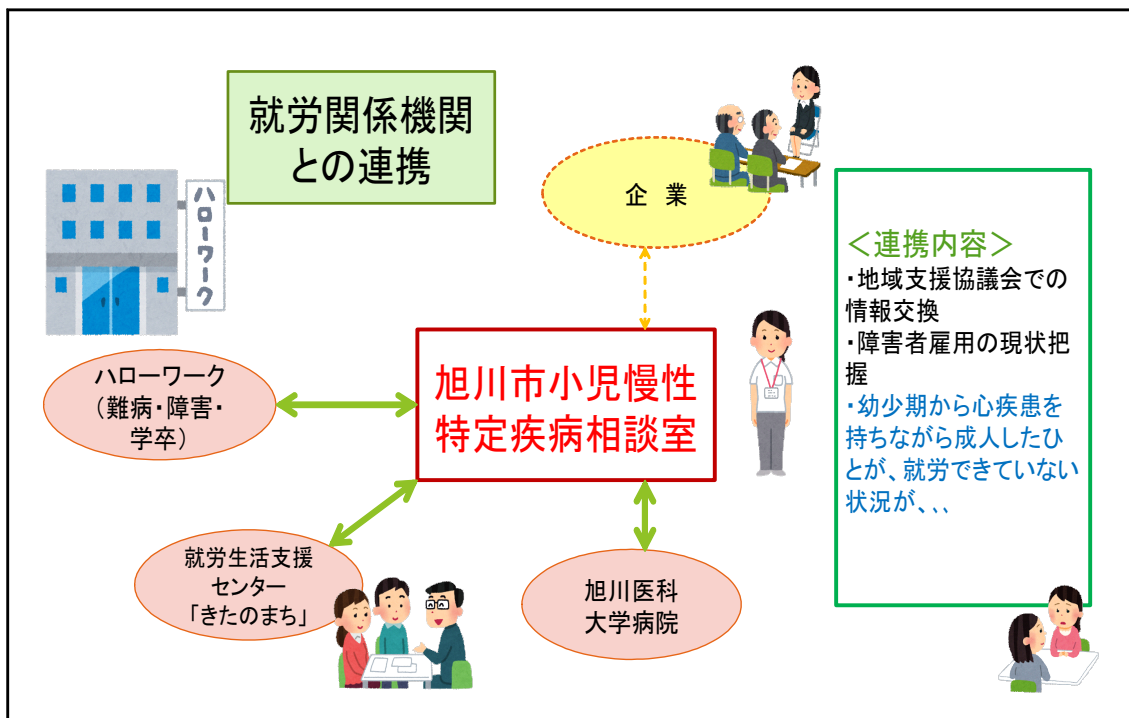 就労関係機関
との連携
ハローワーク
企 業
ハローワーク
(難病・障害・
学卒)
旭川市小児慢性
特定疾病相談室
就労生活支援
センター
「きたのまち」
旭川医科
大学病院
＜連携内容＞
・地域支援協議会での
情報交換
・障害者雇用の現状把
握
・幼少期から心疾患を
持ちながら成人したひ
とが、就労できていない
状況が、...